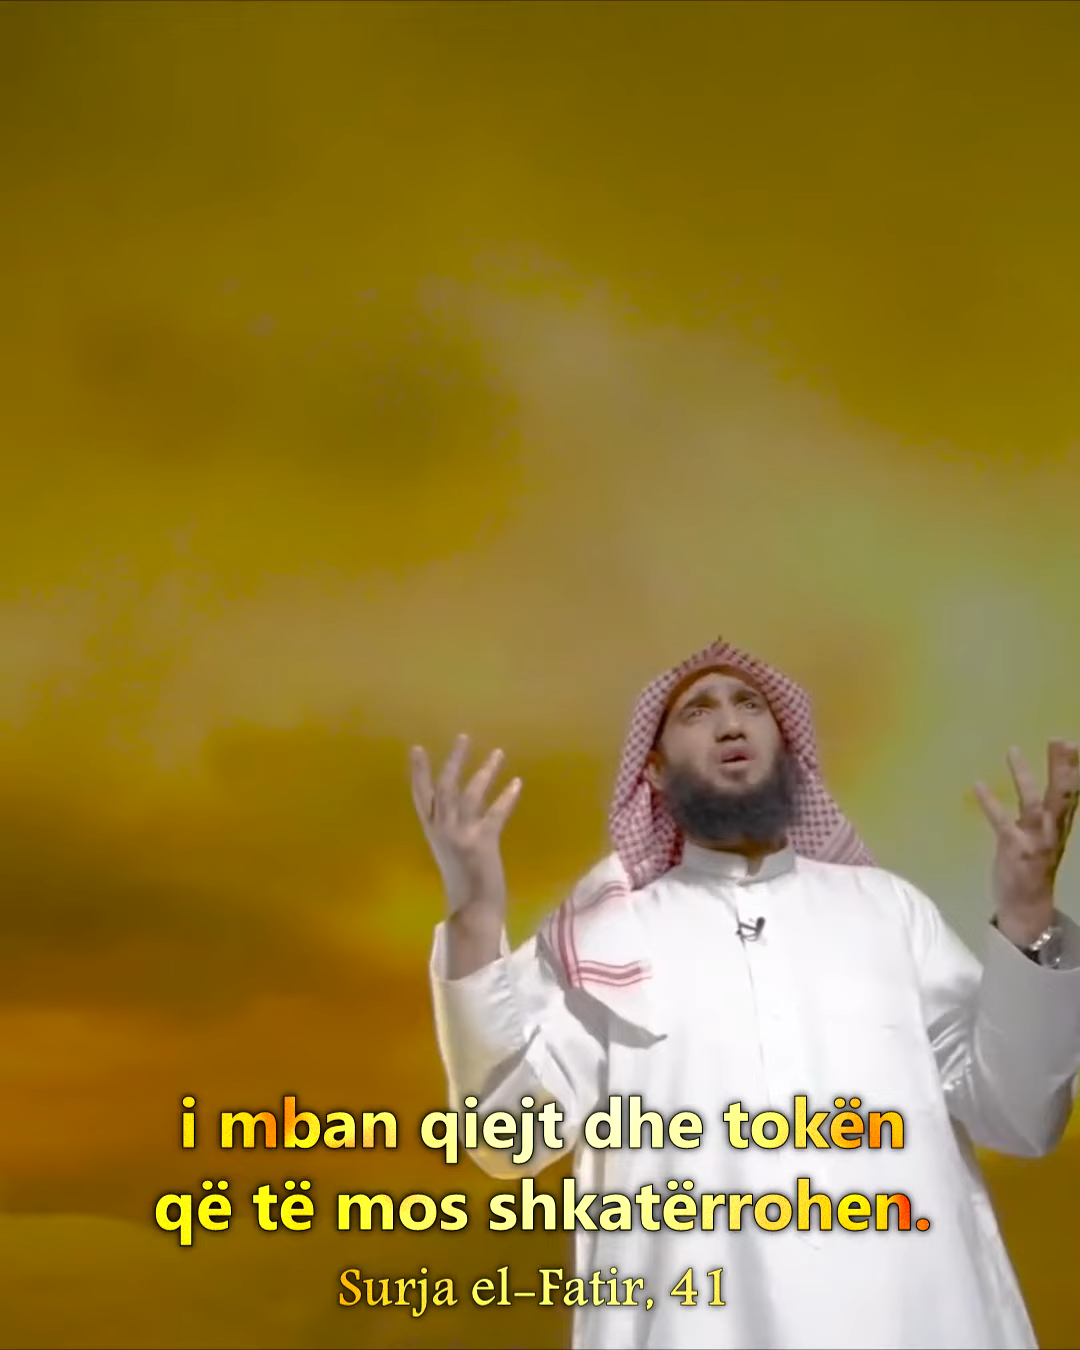 i mban qiejt dhe tokën
që të mos shkatërrohen.
Surja el-Fatir, 41